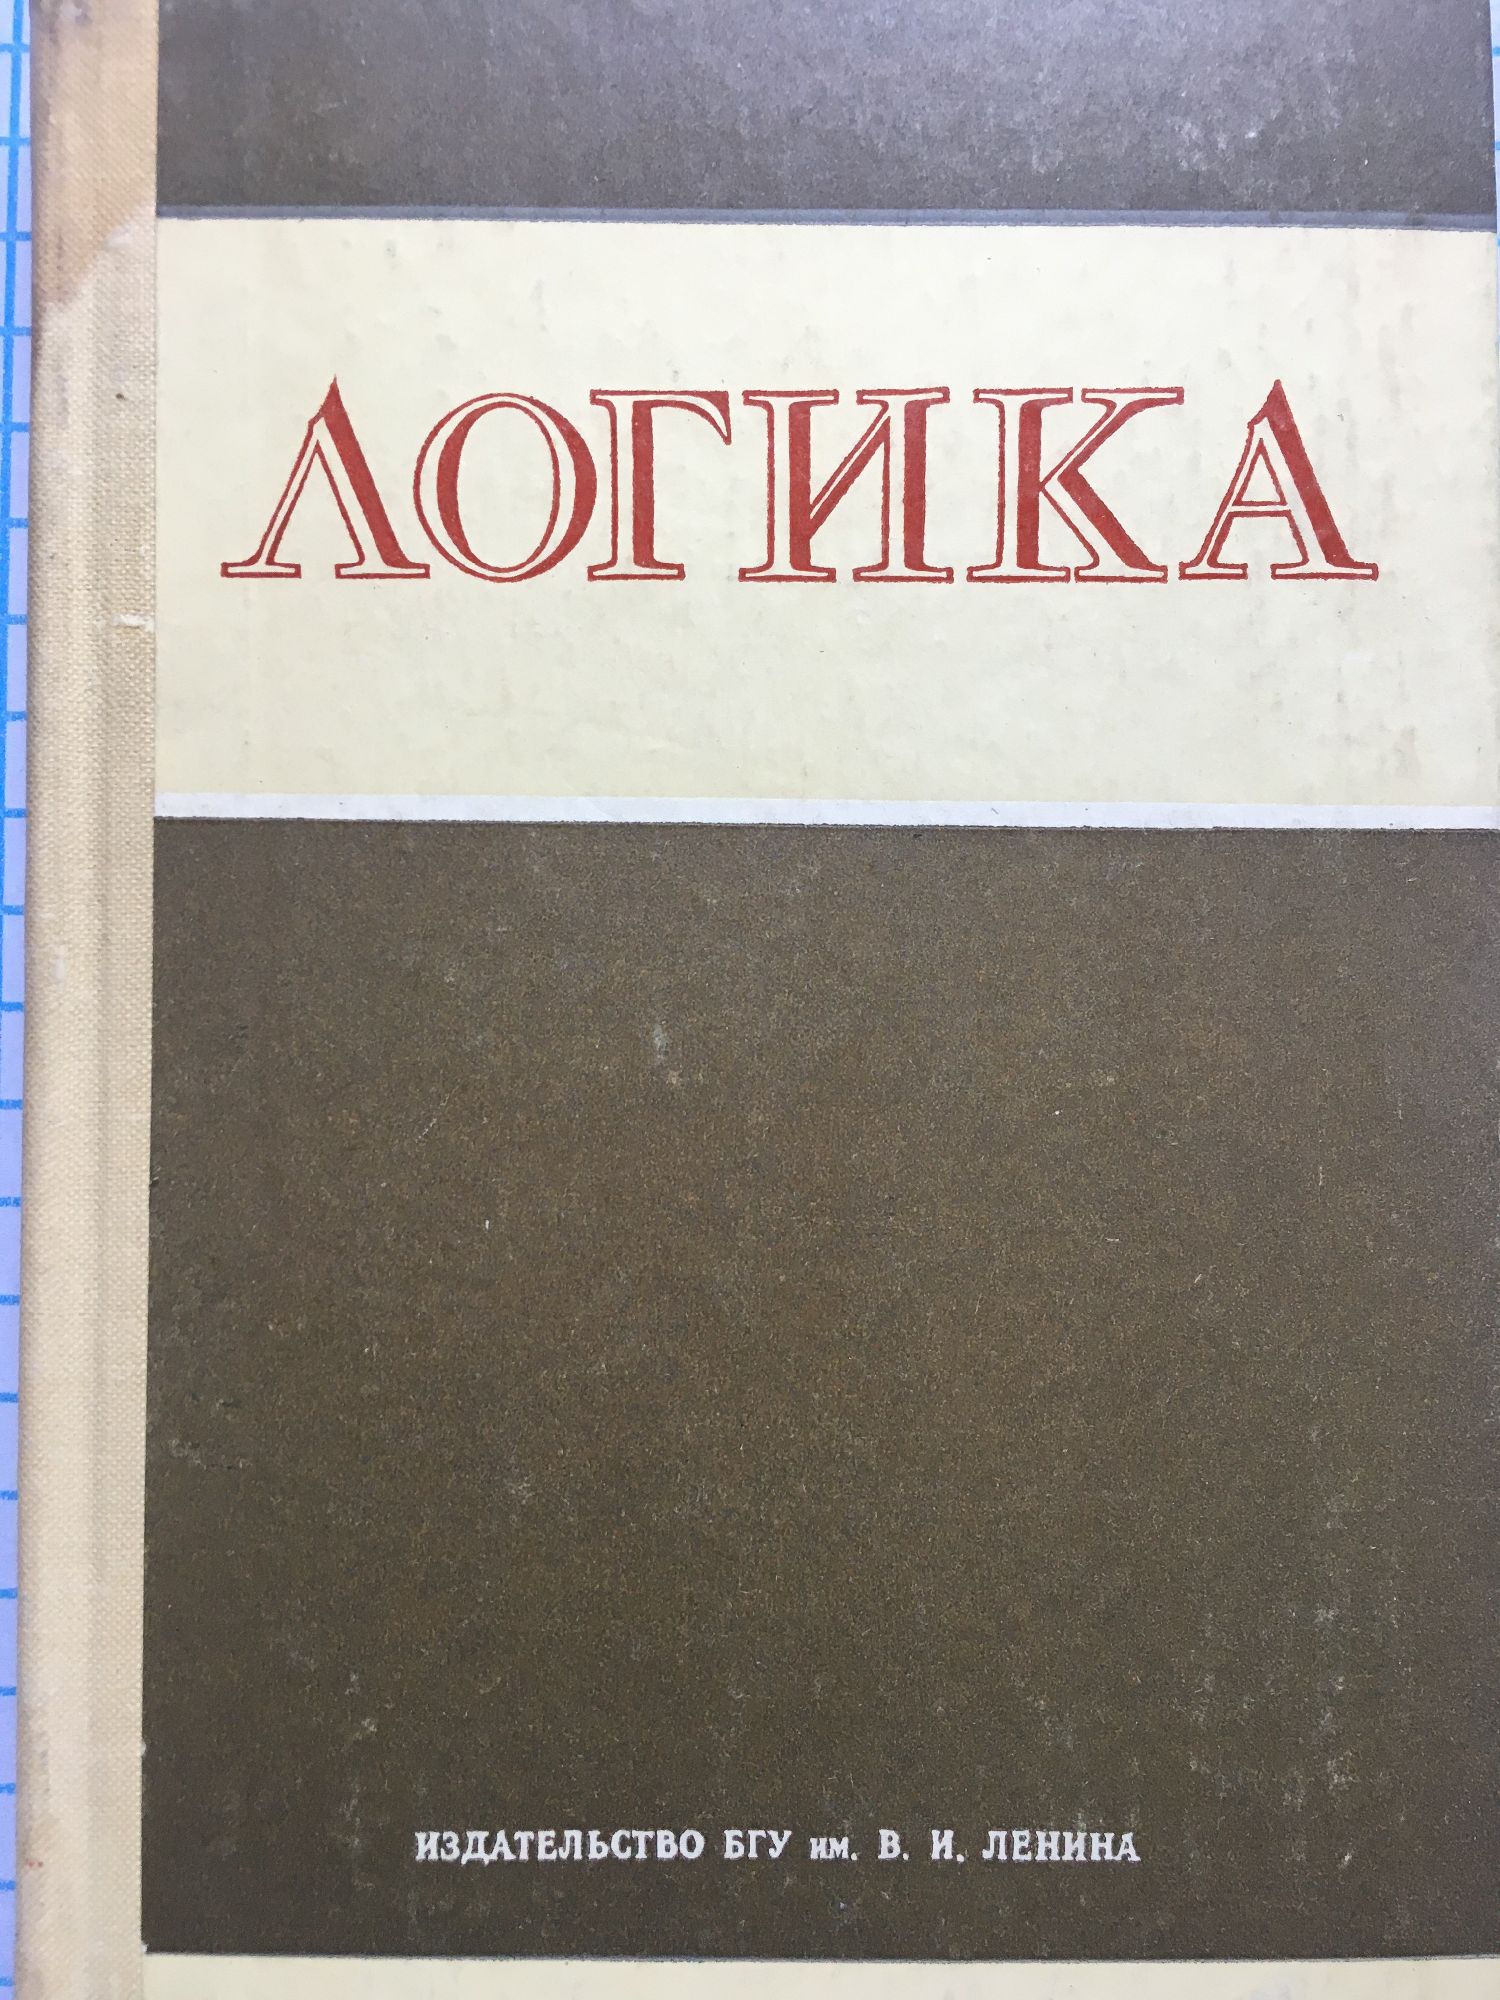 ЛОГИКА
ИЗДАТЕЛЬСТВО БГУ им. В. И. ЛЕНИНА